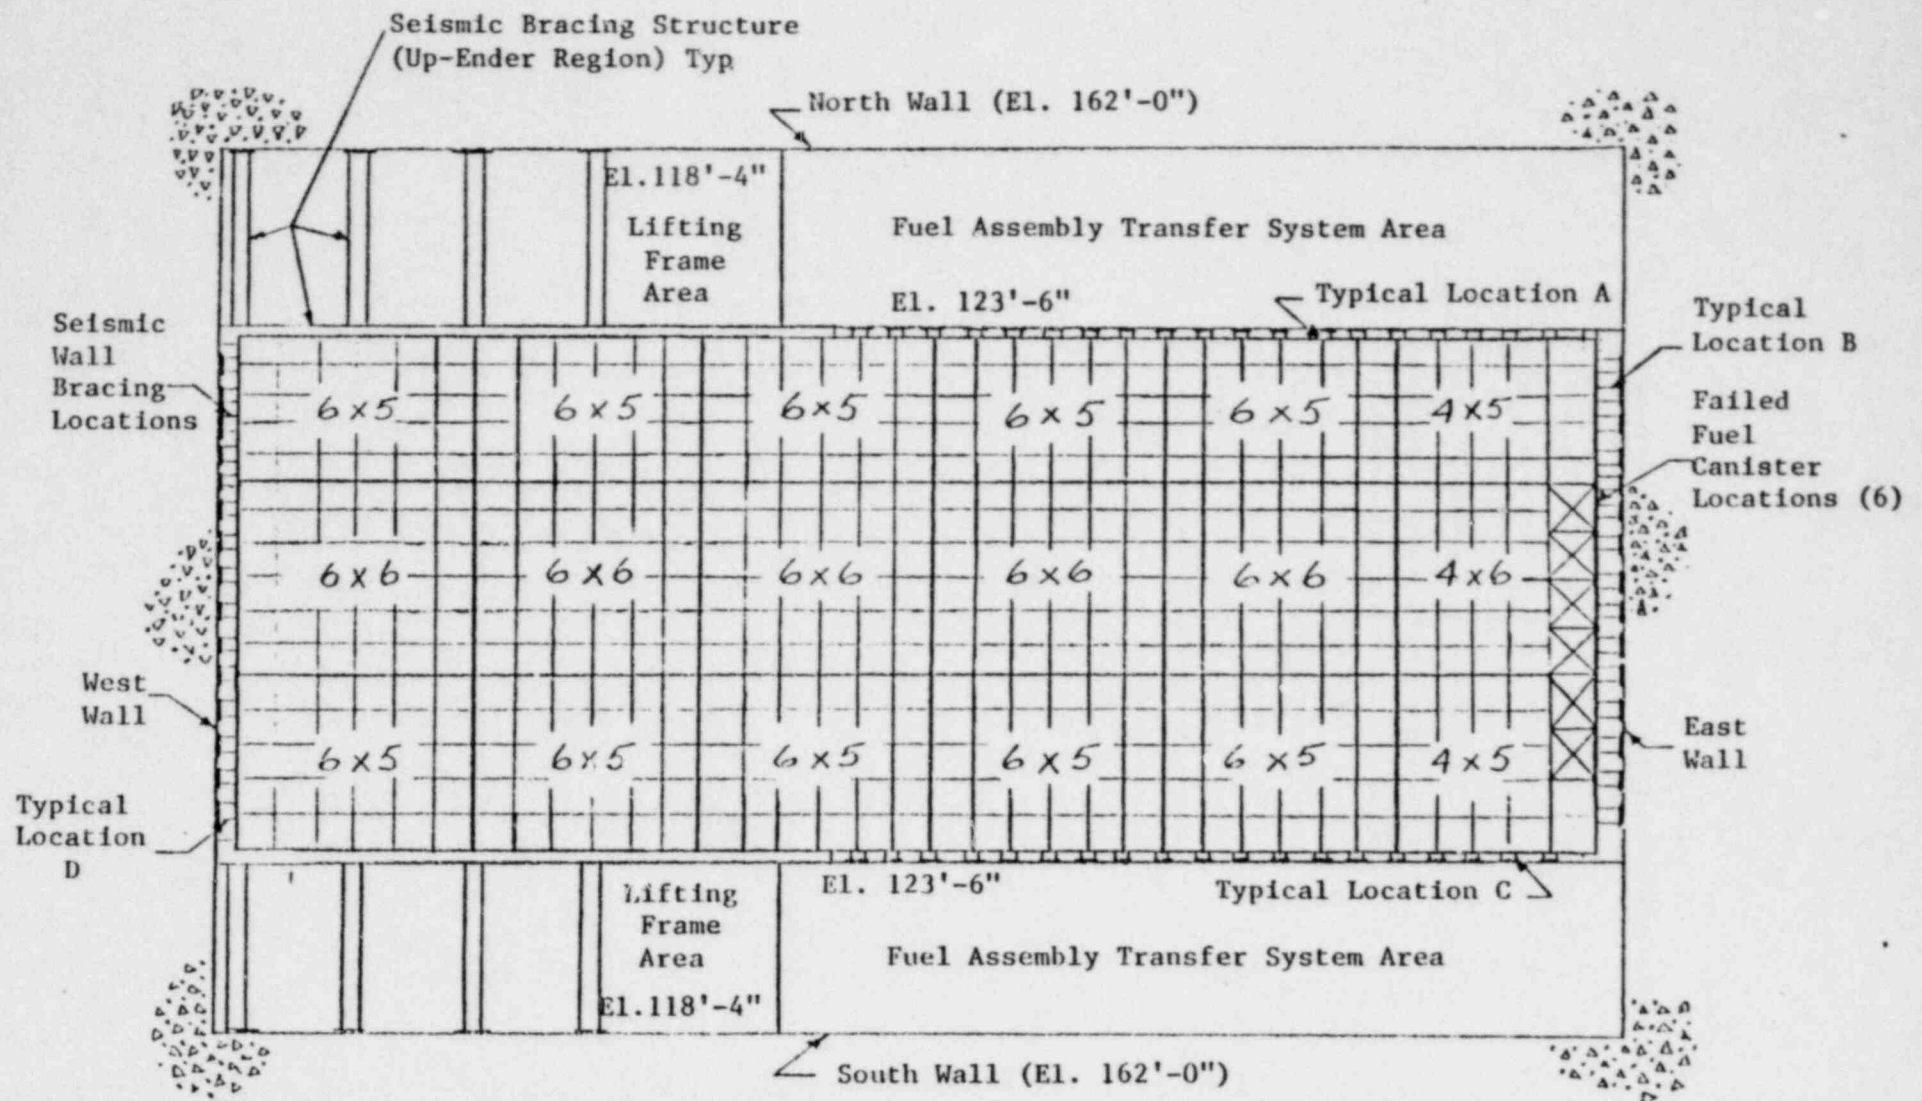 Seismic Bracing Structure
(Up-Ender Region) Typ
North Wall (El. 162'-0")
El.118'-4"
Lifting
Frame
Area
Fuel Assembly Transfer System Area
El. 123'-6"
Typical Location A
Seismic
Wall
Bracing
Locations
Typical
Location B
Failed
Fuel
Canister
Locations (6)
6x5 6x5 6x5 6x5 6x5 4x5
6x6 6x6 6x6 6x6 6x6 4x6
West
Wall
East
Wall
6x5 6x5 6x5 6x5 6x5 4x5
Typical
Location
D
Lifting
Frame
Area
El.118'-4"
El. 123'-6"
Typical Location C
Fuel Assembly Transfer System Area
South Wall (El. 162'-0")